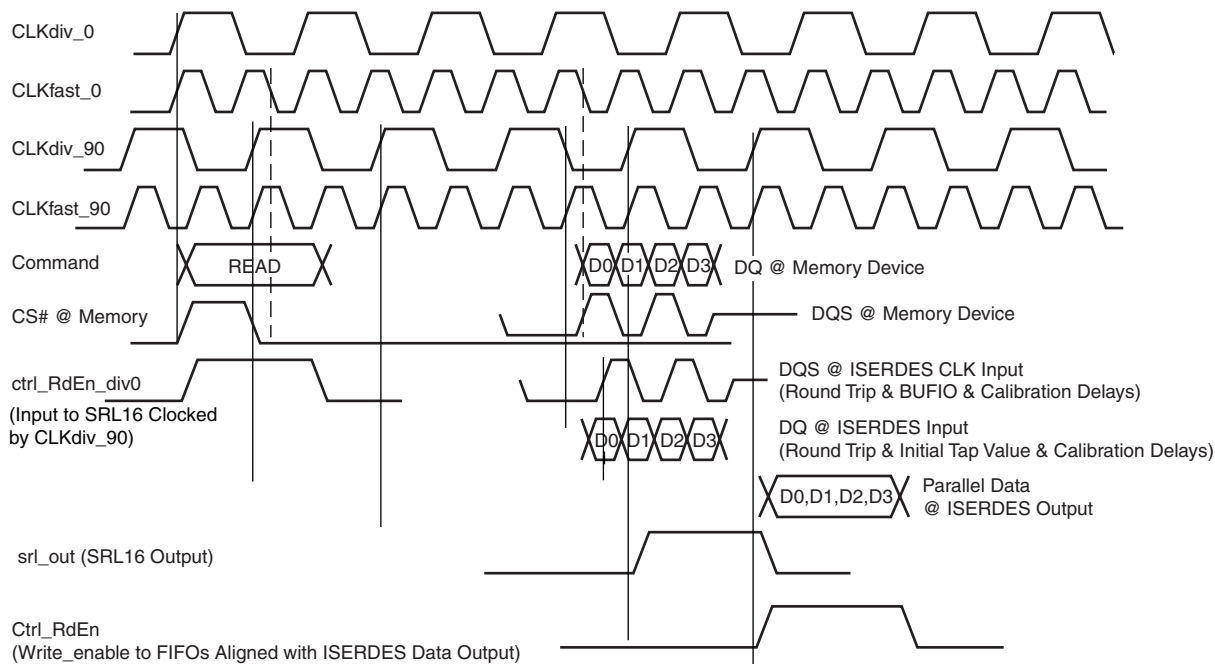 CLKdiv_0
CLKfast_0
CLKdiv_90
CLKfast_90
Command
READ
D0 D1 D2 D3
DQ @ Memory Device
CS# @ Memory
DQS @ Memory Device
ctrl_RdEn_div0
(Input to SRL16 Clocked
by CLKdiv_90)
DQS @ ISERDES CLK Input
(Round Trip & BUFIO & Calibration Delays)
D0 D1 D2 D3
DQ @ ISERDES Input
(Round Trip & Initial Tap Value & Calibration Delays)
D0,D1,D2,D3
Parallel Data
@ ISERDES Output
srl_out (SRL16 Output)
Ctrl_RdEn
(Write_enable to FIFOs Aligned with ISERDES Data Output)